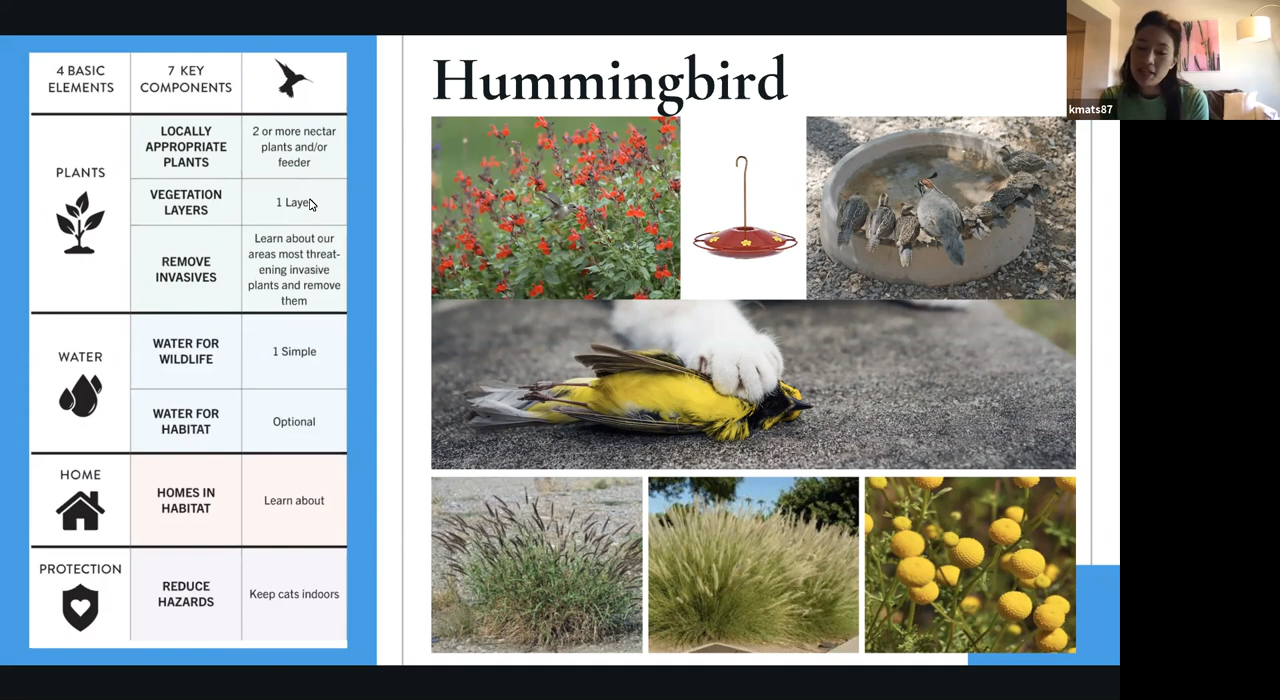 4 BASIC
ELEMENTS
7 KEY
COMPONENTS
PLANTS
LOCALLY
APPROPRIATE
PLANTS
2 or more nectar
plants and/or
feeder
VEGETATION
LAYERS
1 Layer
REMOVE
INVASIVES
Learn about our
areas most threat-
ening invasive
plants and remove
them
WATER
WATER FOR
WILDLIFE
1 Simple
WATER FOR
HABITAT
Optional
HOME
HOMES IN
HABITAT
Learn about
PROTECTION
REDUCE
HAZARDS
Keep cats indoors
Hummingbird
kmats87